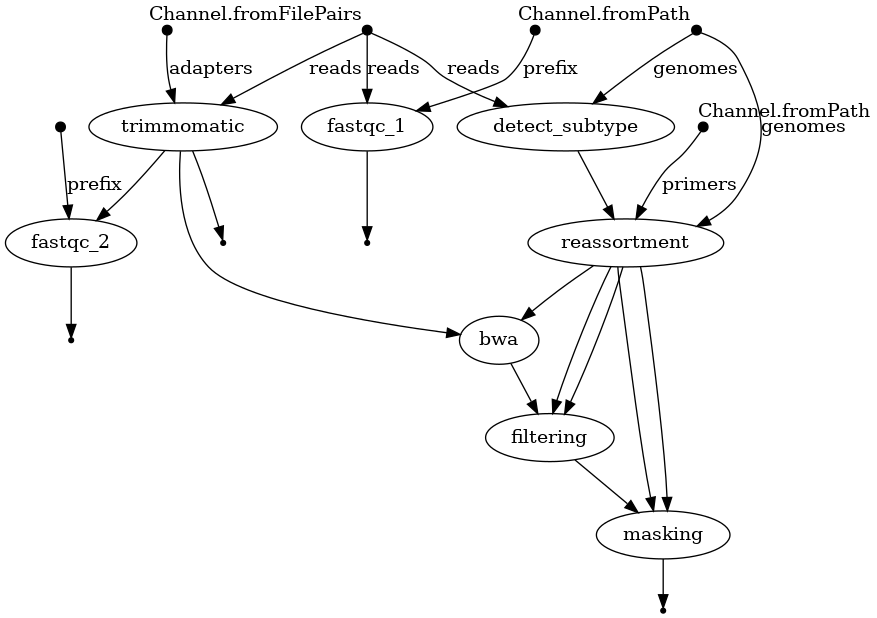 Channel.fromFilePairs
Channel.fromPath
adapters
reads
reads
reads
prefix
genomes
Channel.fromPath
genomes
trimmomatic
fastqc_1
detect_subtype
prefix
primers
fastqc_2
reassortment
bwa
filtering
masking